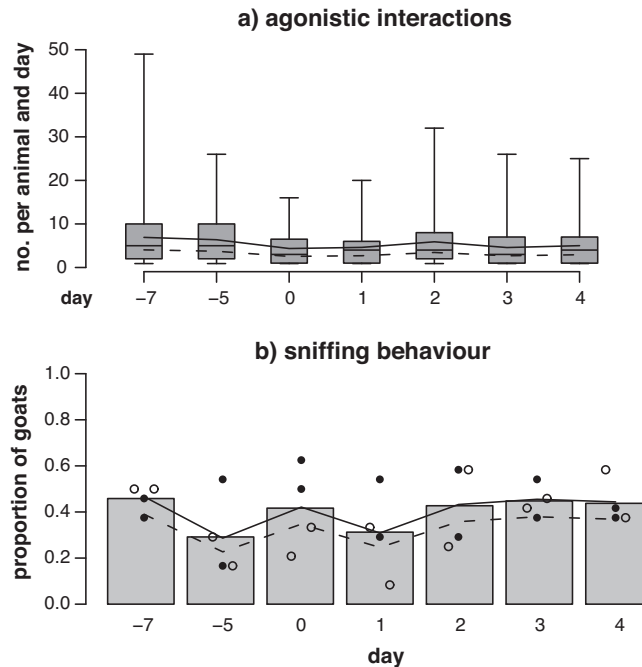 a) agonistic interactions
no. per animal and day
50
40
30
20
10
0
day
−7 −5 0 1 2 3 4
b) sniffing behaviour
proportion of goats
1.0
0.8
0.6
0.4
0.2
0.0
−7 −5 0 1 2 3 4
day